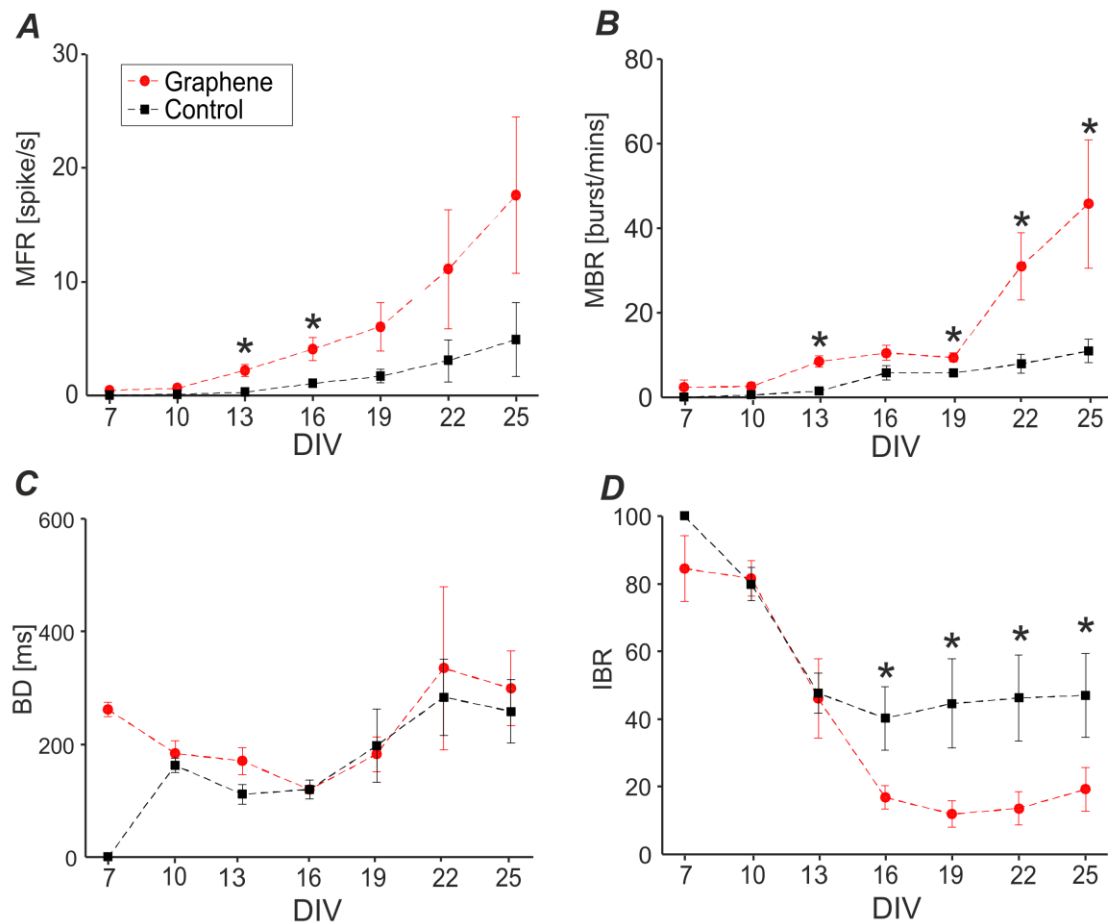 A
30
20
10
0
MFR [spike/s]
Graphene
Control
*
*
7 10 13 16 19 22 25
DIV
B
80
60
40
20
0
MBR [burst/mins]
*
*
*
*
7 10 13 16 19 22 25
DIV
C
600
400
200
0
BD [ms]
7 10 13 16 19 22 25
DIV
D
100
80
60
40
20
0
IBR
* * * *
7 10 13 16 19 22 25
DIV